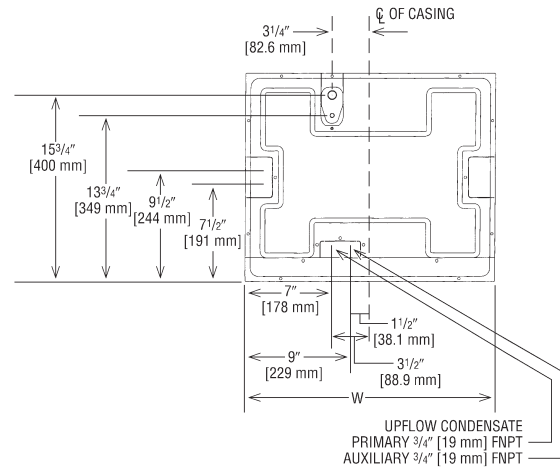 ℄ OF CASING
3 1/4"
[82.6 mm]
15 3/4"
[400 mm]
13 3/4"
[349 mm]
9 1/2"
[244 mm]
7 1/2"
[191 mm]
7"
[178 mm]
1 1/2"
[38.1 mm]
9"
[229 mm]
3 1/2"
[88.9 mm]
W
UPFLOW CONDENSATE
PRIMARY 3/4" [19 mm] FNPT
AUXILIARY 3/4" [19 mm] FNPT